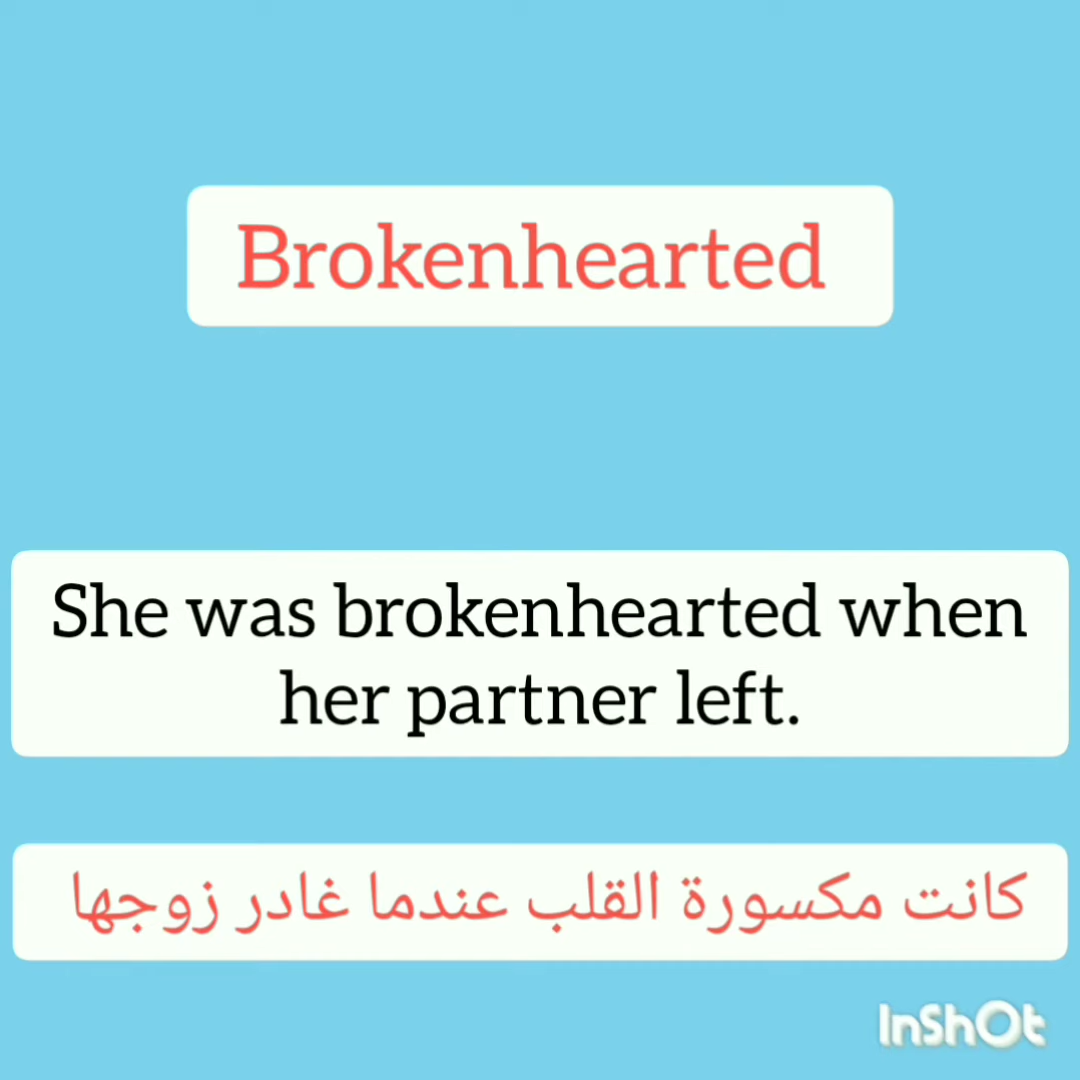 Brokenhearted
She was brokenhearted when
her partner left.
كانت مكسورة القلب عندما غادر زوجها
InShOt